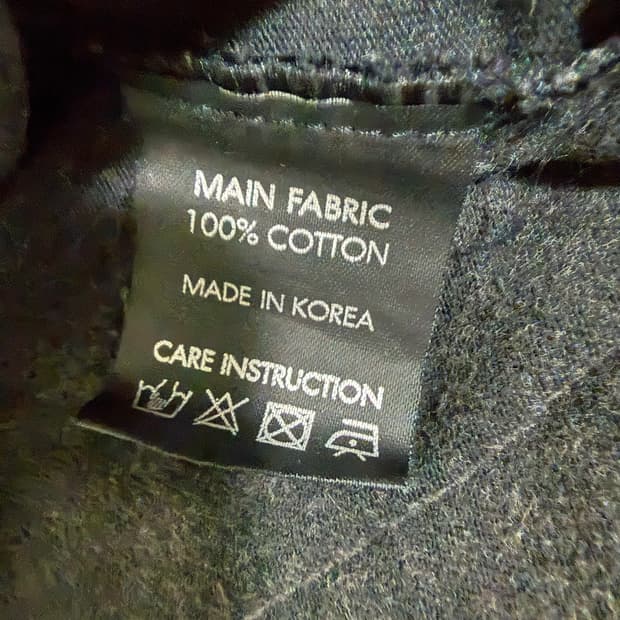 MAIN FABRIC
100% COTTON
MADE IN KOREA
CARE INSTRUCTION